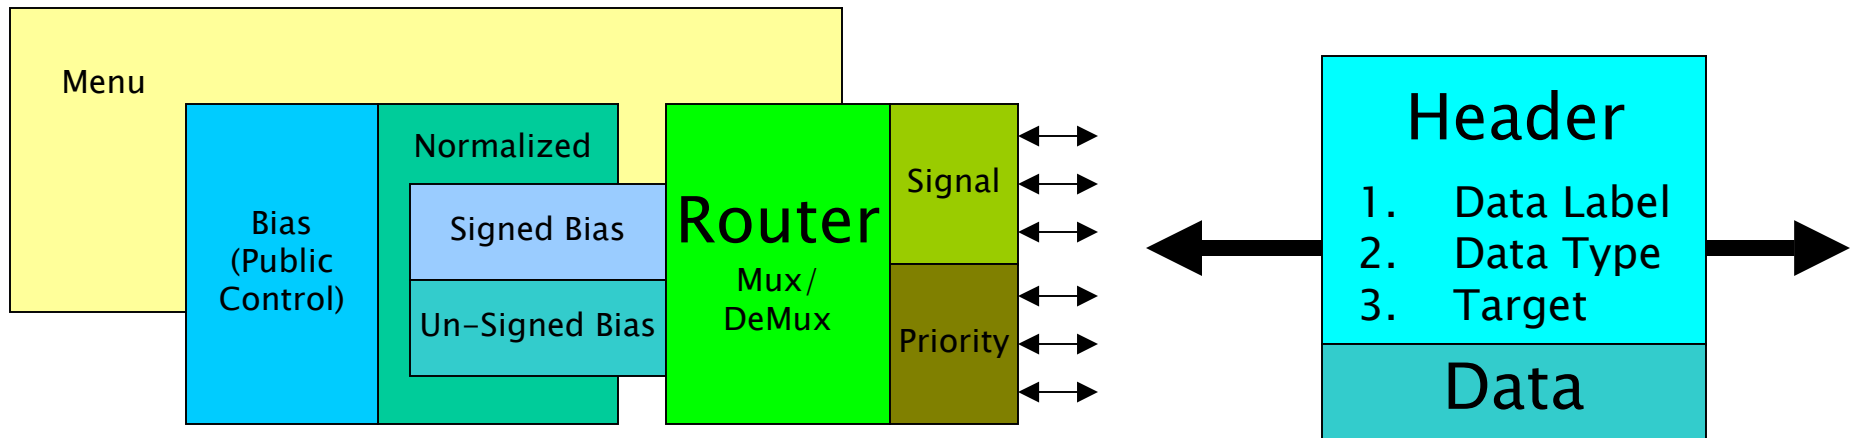 Menu
Bias
(Public
Control)
Normalized
Signed Bias
Un-Signed Bias
Router
Mux/
DeMux
Signal
Priority
Header
1. Data Label
2. Data Type
3. Target
Data